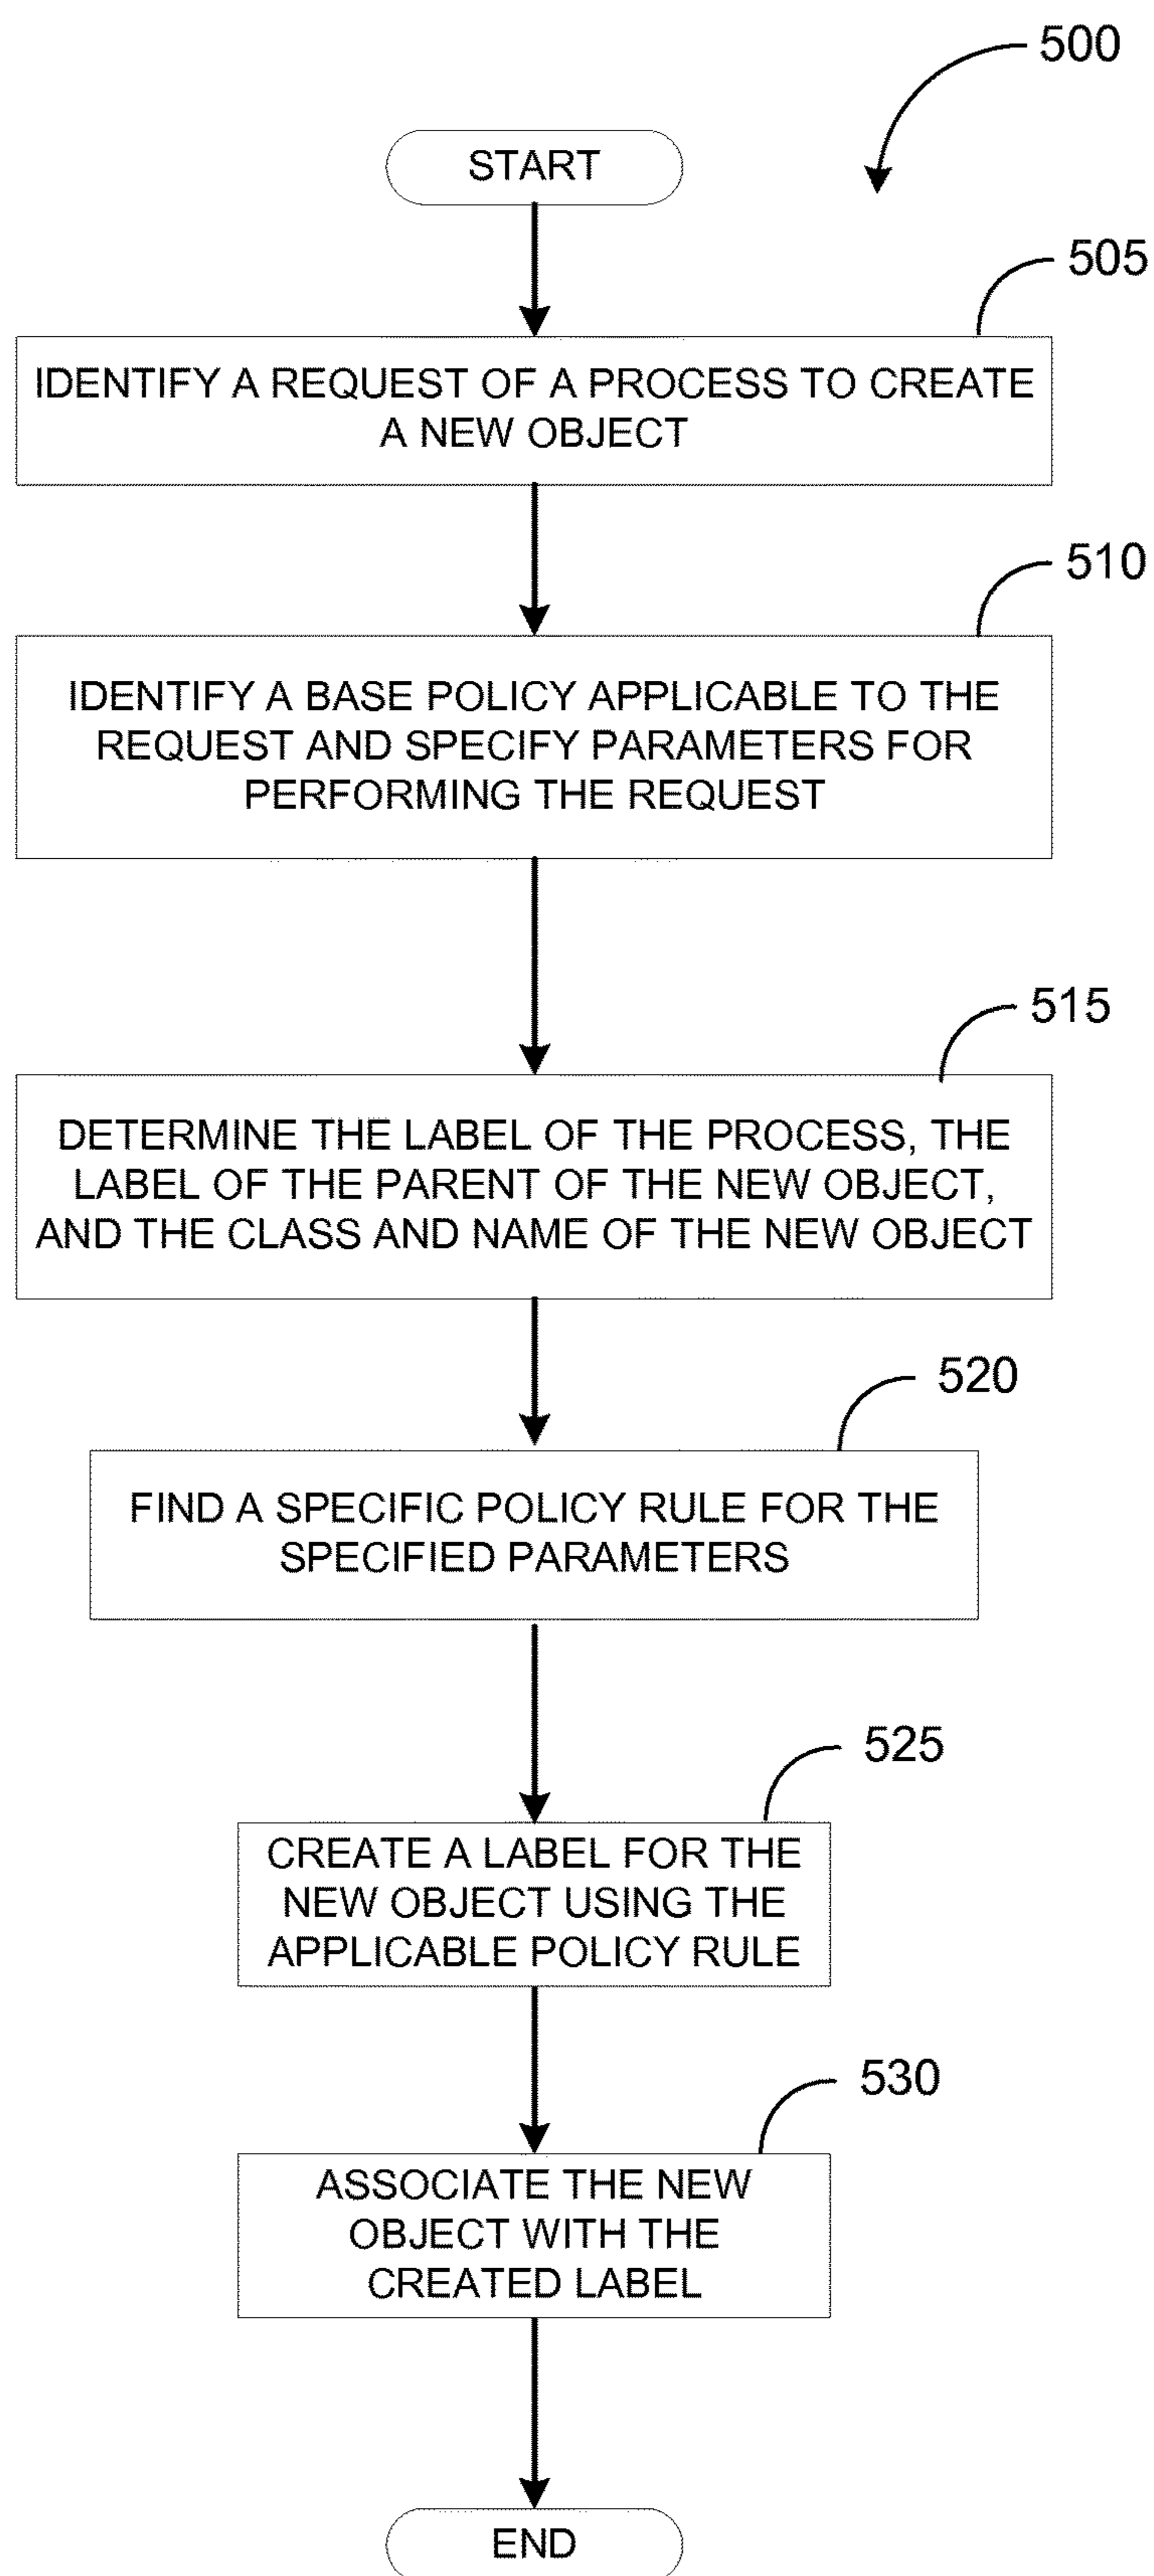 500
START
505
IDENTIFY A REQUEST OF A PROCESS TO CREATE
A NEW OBJECT
510
IDENTIFY A BASE POLICY APPLICABLE TO THE
REQUEST AND SPECIFY PARAMETERS FOR
PERFORMING THE REQUEST
515
DETERMINE THE LABEL OF THE PROCESS, THE
LABEL OF THE PARENT OF THE NEW OBJECT,
AND THE CLASS AND NAME OF THE NEW OBJECT
520
FIND A SPECIFIC POLICY RULE FOR THE
SPECIFIED PARAMETERS
525
CREATE A LABEL FOR THE
NEW OBJECT USING THE
APPLICABLE POLICY RULE
530
ASSOCIATE THE NEW
OBJECT WITH THE
CREATED LABEL
END